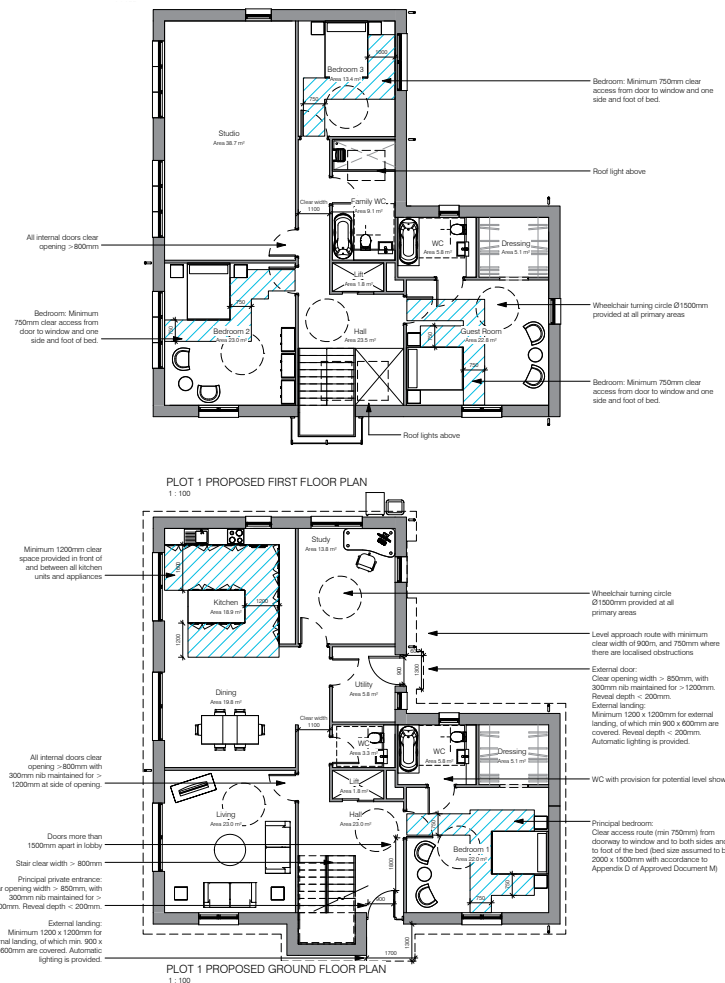 Bedroom 3
Area 13.4 m²
1000
750
Bedroom: Minimum 750mm clear
access from door to window and one
side and foot of bed.
Studio
Area 38.7 m²
Roof light above
Clear width
1100
Family WC
Area 9.1 m²
All internal doors clear
opening >800mm
WC
Area 5.8 m²
Dressing
Area 5.1 m²
Lift
Area 1.8 m²
Bedroom: Minimum
750mm clear access from
door to window and one
side and foot of bed.
750
750
Bedroom 2
Area 23.0 m²
Hall
Area 23.5 m²
Guest Room
Area 22.8 m²
750
750
Wheelchair turning circle Ø1500mm
provided at all primary areas
Bedroom: Minimum 750mm clear
access from door to window and one
side and foot of bed.
Roof lights above
PLOT 1 PROPOSED FIRST FLOOR PLAN
1 : 100
Study
Area 13.8 m²
Minimum 1200mm clear
space provided in front of
and between all kitchen
units and appliances
Kitchen
Area 18.9 m²
1200
1200
Wheelchair turning circle
Ø1500mm provided at all
primary areas
Level approach route with minimum
clear width of 900m, and 750mm where
there are localised obstructions
Utility
Area 5.8 m²
900
1300
External door:
Clear opening width > 850mm, with
300mm nib maintained for >1200mm.
Reveal depth < 200mm.
External landing:
Minimum 1200 x 1200mm for external
landing, of which min 900 x 600mm are
covered. Reveal depth < 200mm.
Automatic lighting is provided.
Dining
Area 19.8 m²
Clear width
1100
WC
Area 3.3 m²
WC
Area 5.8 m²
Dressing
Area 5.1 m²
All internal doors clear
opening >800mm with
300mm nib maintained for >
1200mm at side of opening.
Lift
Area 1.8 m²
WC with provision for potential level show
Living
Area 23.0 m²
Hall
Area 23.0 m²
750
Bedroom 1
Area 22.0 m²
750
750
1800
Principal bedroom:
Clear access route (min 750mm) from
doorway to window and to both sides and
to foot of the bed (bed size assumed to b
2000 x 1500mm with accordance to
Appendix D of Approved Document M)
Doors more than
1500mm apart in lobby
Stair clear width > 800mm
Principal private entrance:
ar opening width > 850mm, with
300mm nib maintained for >
00mm. Reveal depth < 200mm.
900
External landing:
Minimum 1200 x 1200mm for
nal landing, of which min. 900 x
600mm are covered. Automatic
lighting is provided.
1300
1700
PLOT 1 PROPOSED GROUND FLOOR PLAN
1 : 100